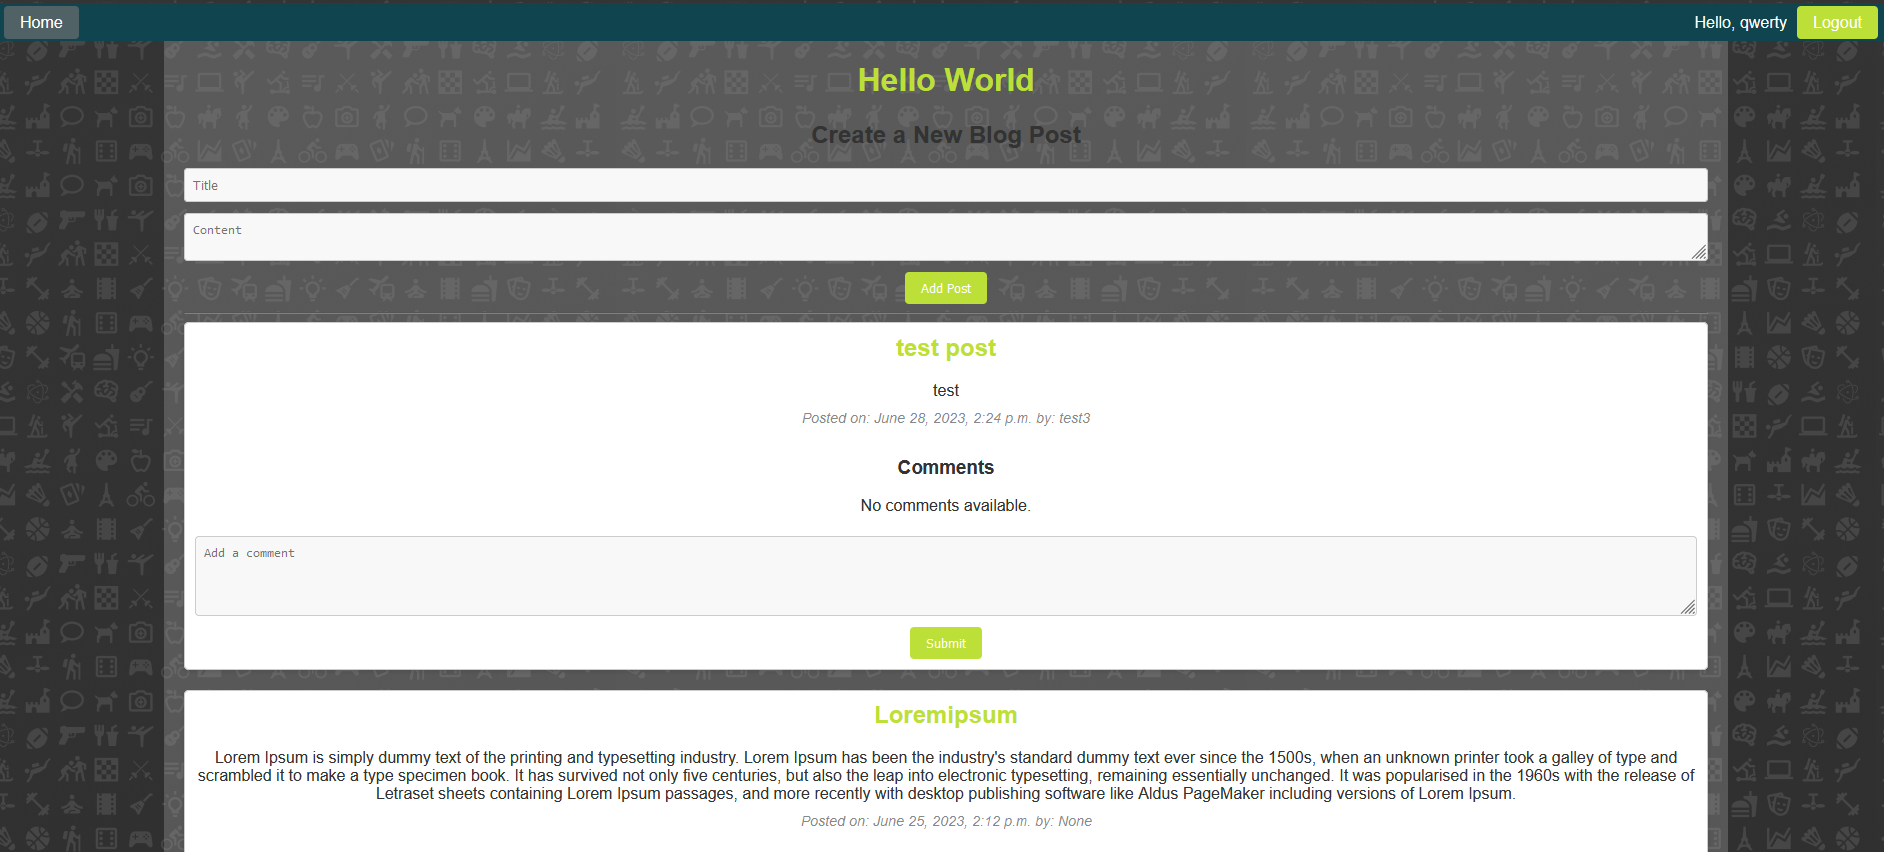 Home
Hello, qwerty
Logout
Hello World
Create a New Blog Post
Title
Content
Add Post
test post
test
Posted on: June 28, 2023, 2:24 p.m. by: test3
Comments
No comments available.
Add a comment
Submit
Loremipsum
Lorem Ipsum is simply dummy text of the printing and typesetting industry. Lorem Ipsum has been the industry's standard dummy text ever since the 1500s, when an unknown printer took a galley of type and
scrambled it to make a type specimen book. It has survived not only five centuries, but also the leap into electronic typesetting, remaining essentially unchanged. It was popularised in the 1960s with the release of
Letraset sheets containing Lorem Ipsum passages, and more recently with desktop publishing software like Aldus PageMaker including versions of Lorem Ipsum.
Posted on: June 25, 2023, 2:12 p.m. by: None